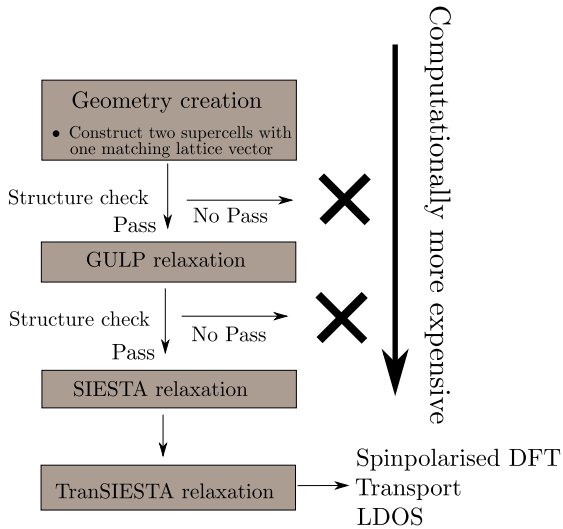 Geometry creation
• Construct two supercells with
one matching lattice vector
Structure check
No Pass
Pass
GULP relaxation
Structure check
No Pass
Pass
SIESTA relaxation
TranSIESTA relaxation
Spinpolarised DFT
Transport
LDOS
Computationally more expensive